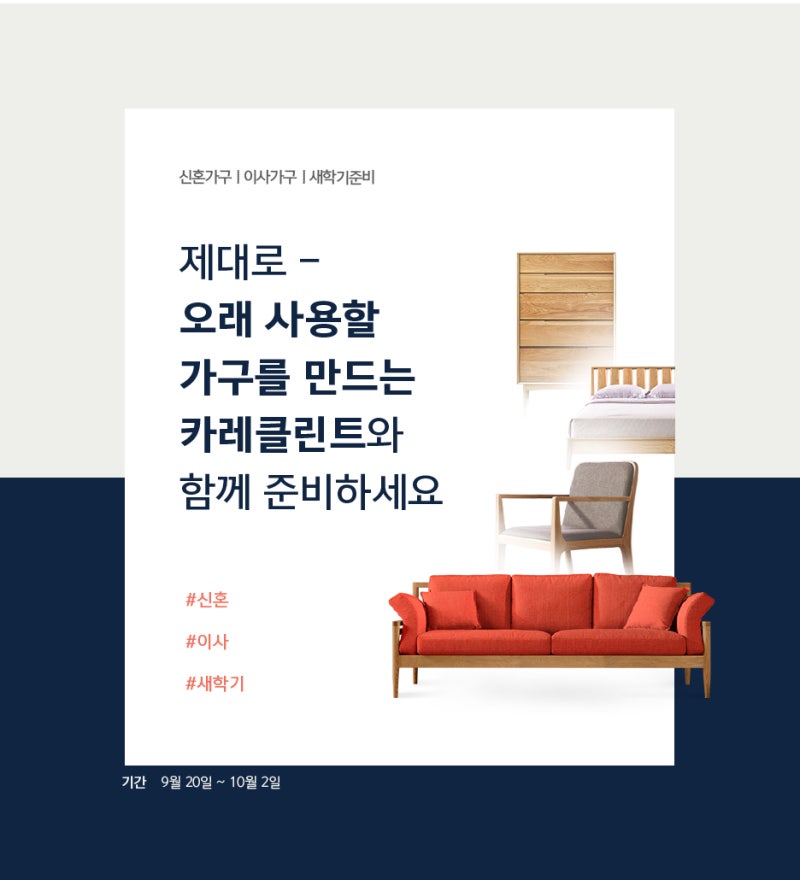 신혼가구 | 이사가구 | 새학기준비
제대로 –
오래 사용할
가구를 만드는
카레클린트와
함께 준비하세요
#신혼
#이사
#새학기
기간 9월 20일 ~ 10월 2일